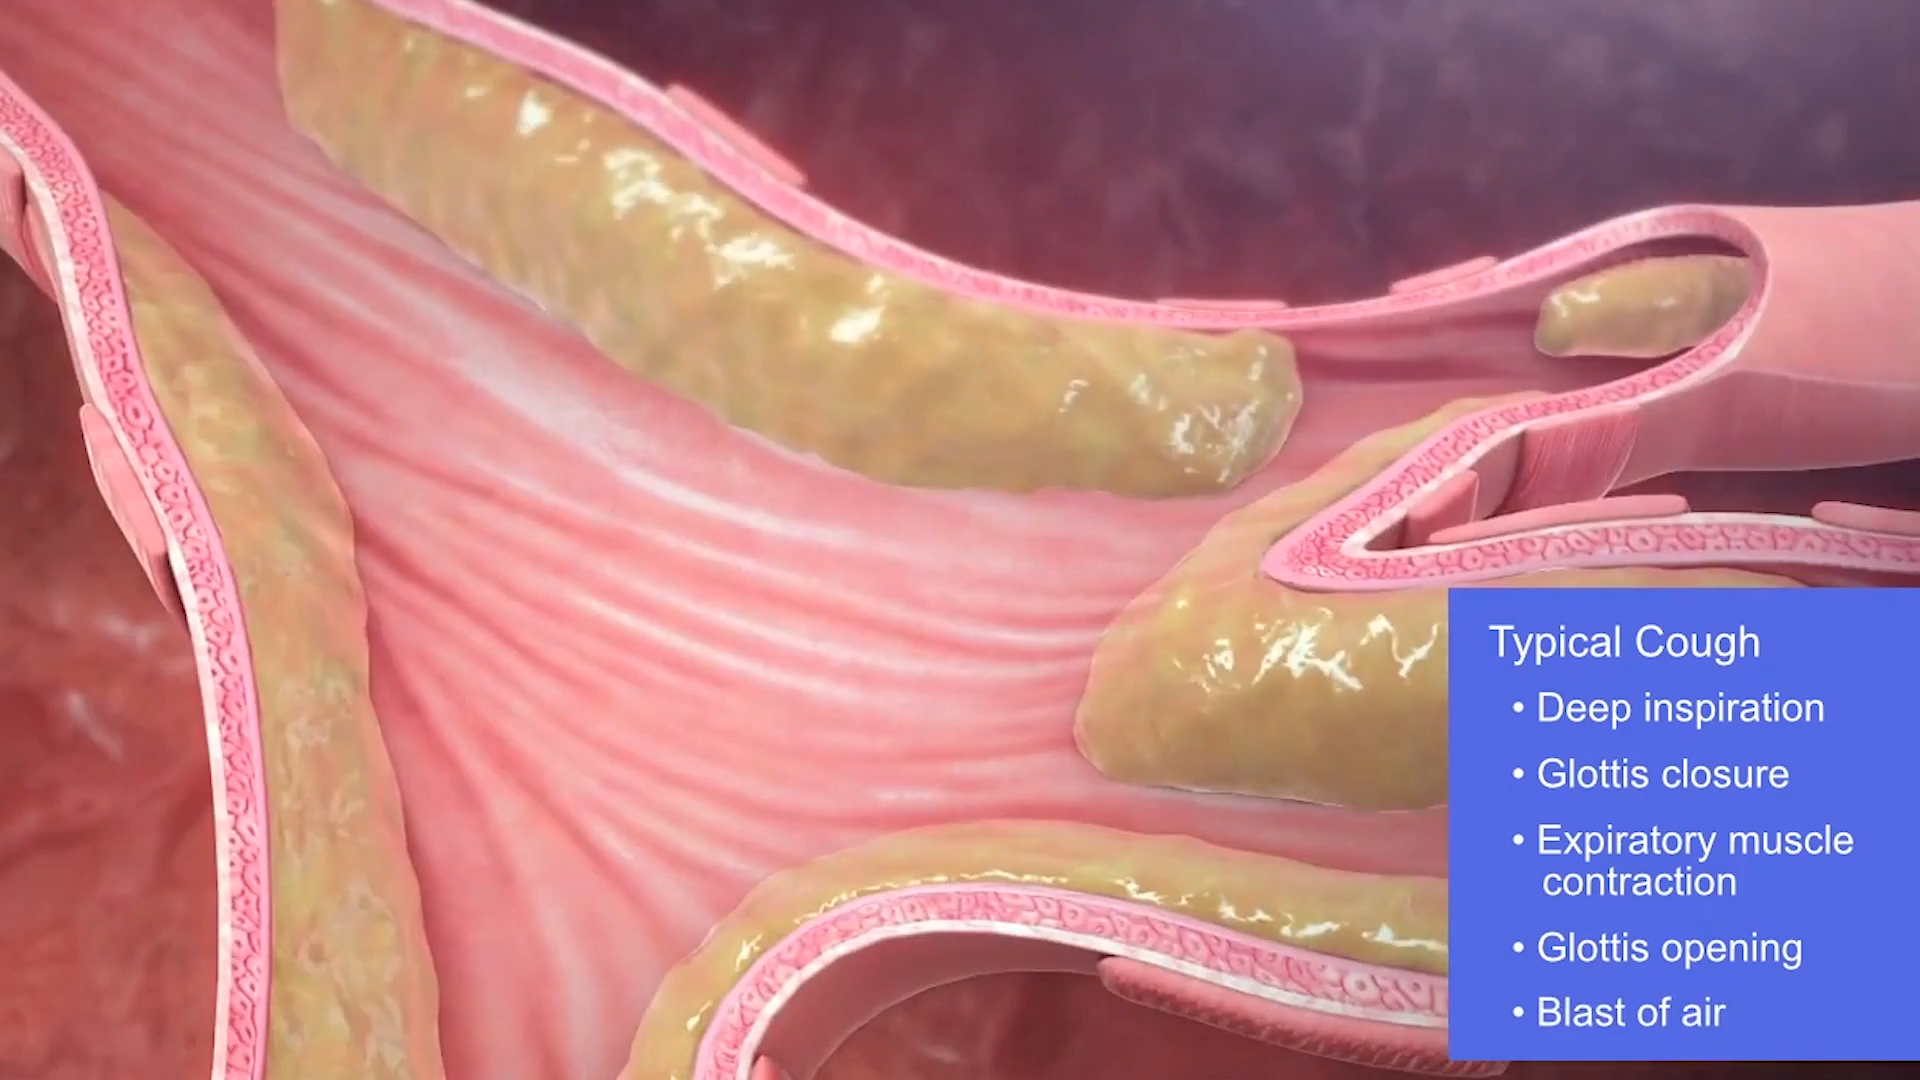 Typical Cough
• Deep inspiration
• Glottis closure
• Expiratory muscle
contraction
• Glottis opening
• Blast of air